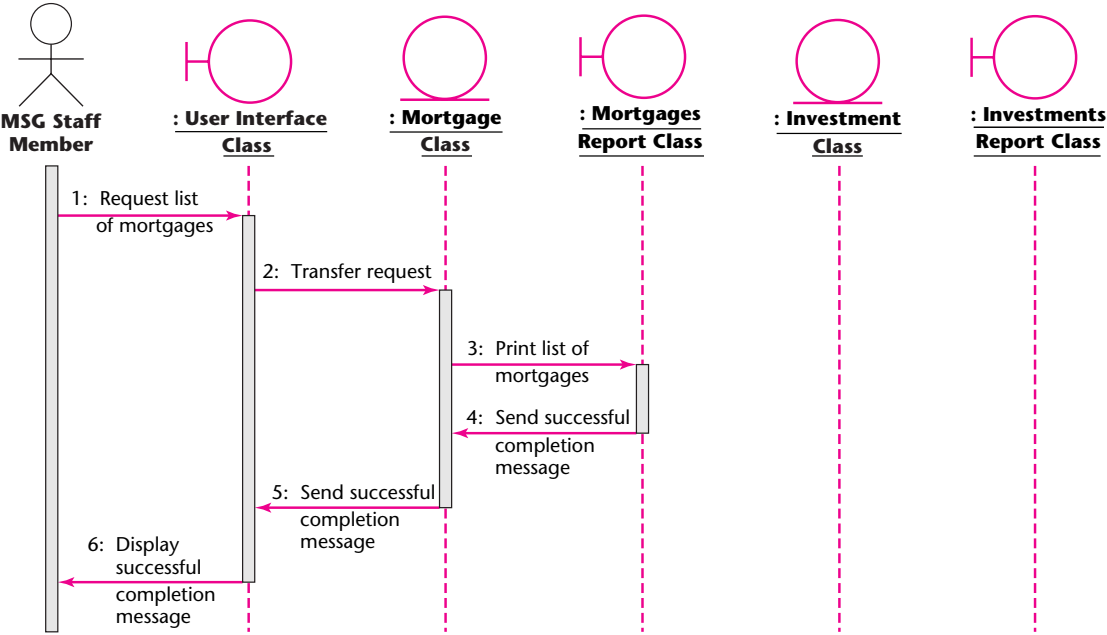 MSG Staff
Member
: User Interface
Class
: Mortgage
Class
: Mortgages
Report Class
: Investment
Class
: Investments
Report Class
1: Request list
of mortgages
2: Transfer request
3: Print list of
mortgages
4: Send successful
completion
message
5: Send successful
completion
message
6: Display
successful
completion
message